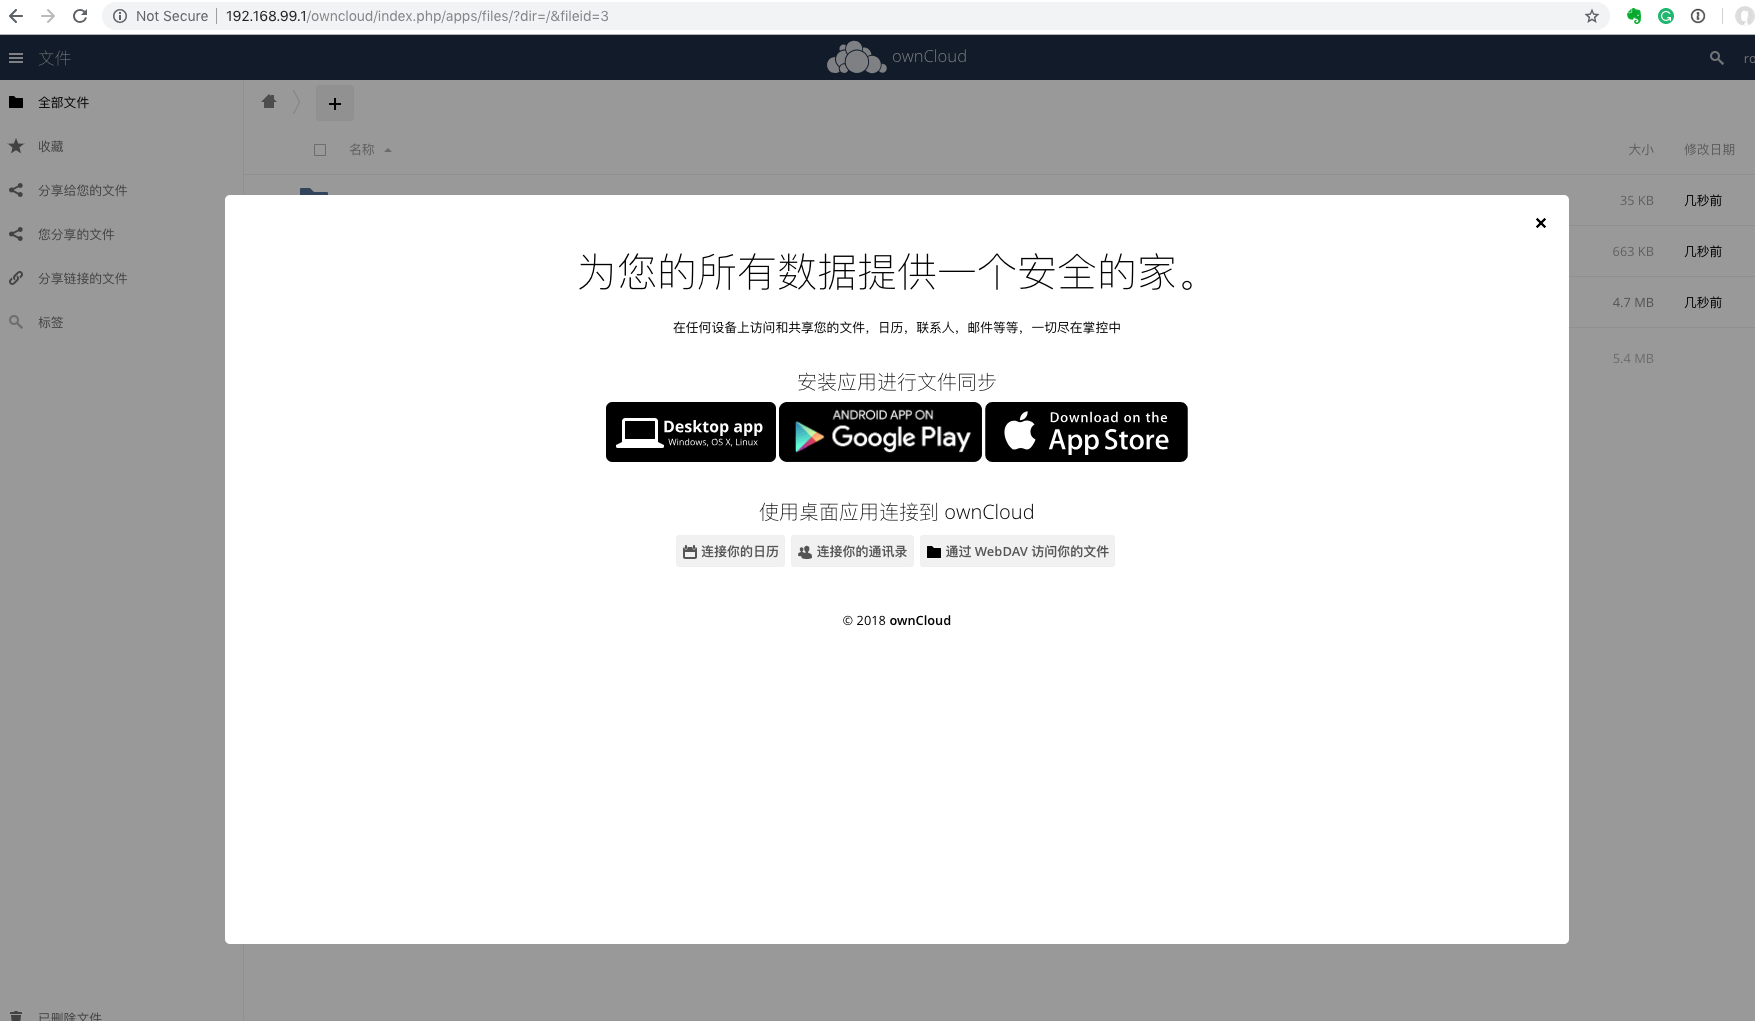 Not Secure | 192.168.99.1/owncloud/index.php/apps/files/?dir=/&fileid=3
文件
ownCloud
全部文件
收藏
分享给您的文件
您分享的文件
分享链接的文件
标签
+
名称
大小
修改日期
35 KB
几秒前
663 KB
几秒前
4.7 MB
几秒前
5.4 MB
为您的所有数据提供一个安全的家。
在任何设备上访问和共享您的文件，日历，联系人，邮件等等，一切尽在掌控中
安装应用进行文件同步
Desktop app
Windows, OS X, Linux
ANDROID APP ON
Google Play
Download on the
App Store
使用桌面应用连接到 ownCloud
连接你的日历
连接你的通讯录
通过 WebDAV 访问你的文件
© 2018 ownCloud
已删除文件